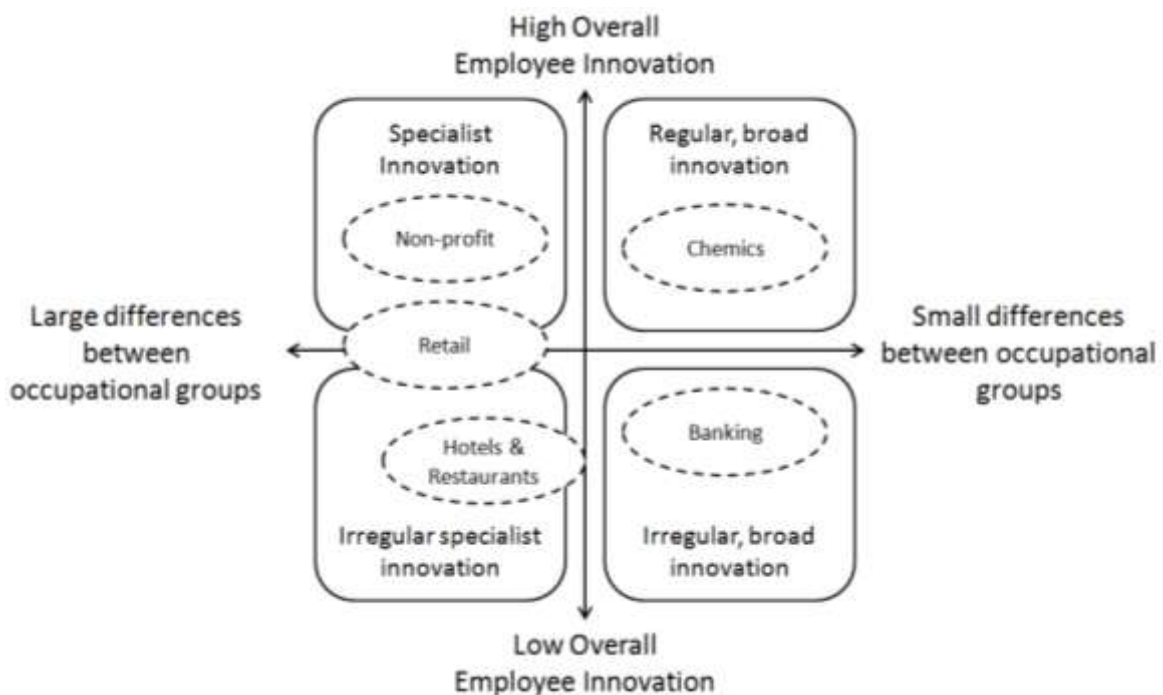 High Overall
Employee Innovation
Specialist
Innovation
Regular, broad
innovation
Non-profit
Chemics
Large differences
between
occupational groups
Retail
Small differences
between occupational
groups
Hotels &
Restaurants
Banking
Irregular specialist
innovation
Irregular, broad
innovation
Low Overall
Employee Innovation